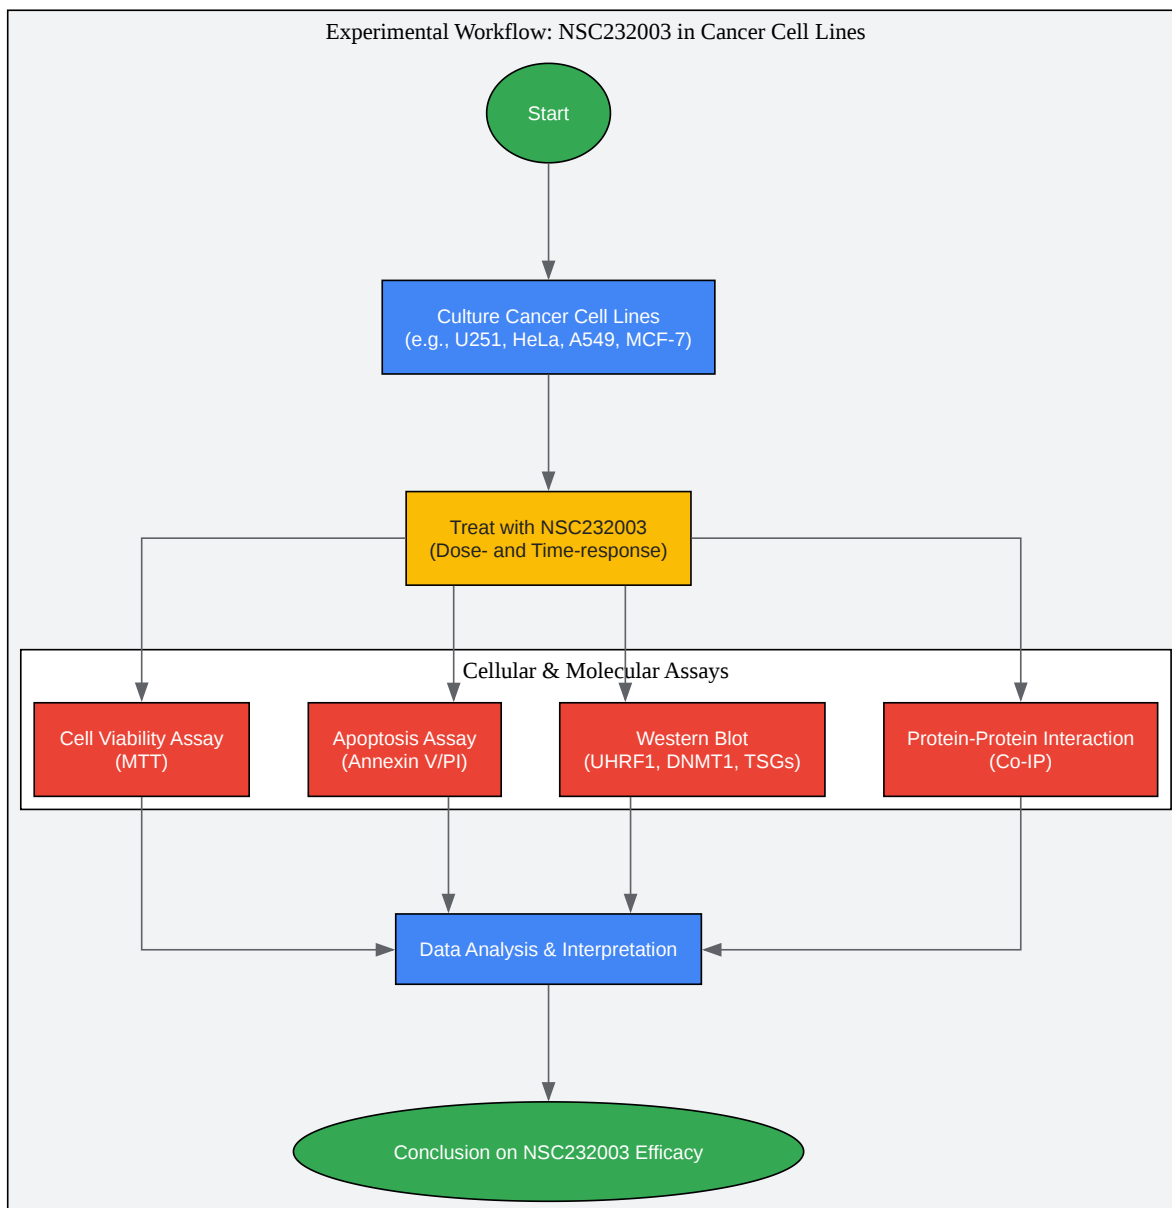 Experimental Workflow: NSC232003 in Cancer Cell Lines
Start
Culture Cancer Cell Lines
(e.g., U251, HeLa, A549, MCF-7)
Treat with NSC232003
(Dose- and Time-response)
Cellular & Molecular Assays
Cell Viability Assay
(MTT)
Apoptosis Assay
(Annexin V/PI)
Western Blot
(UHRF1, DNMT1, TSGs)
Protein-Protein Interaction
(Co-IP)
Data Analysis & Interpretation
Conclusion on NSC232003 Efficacy